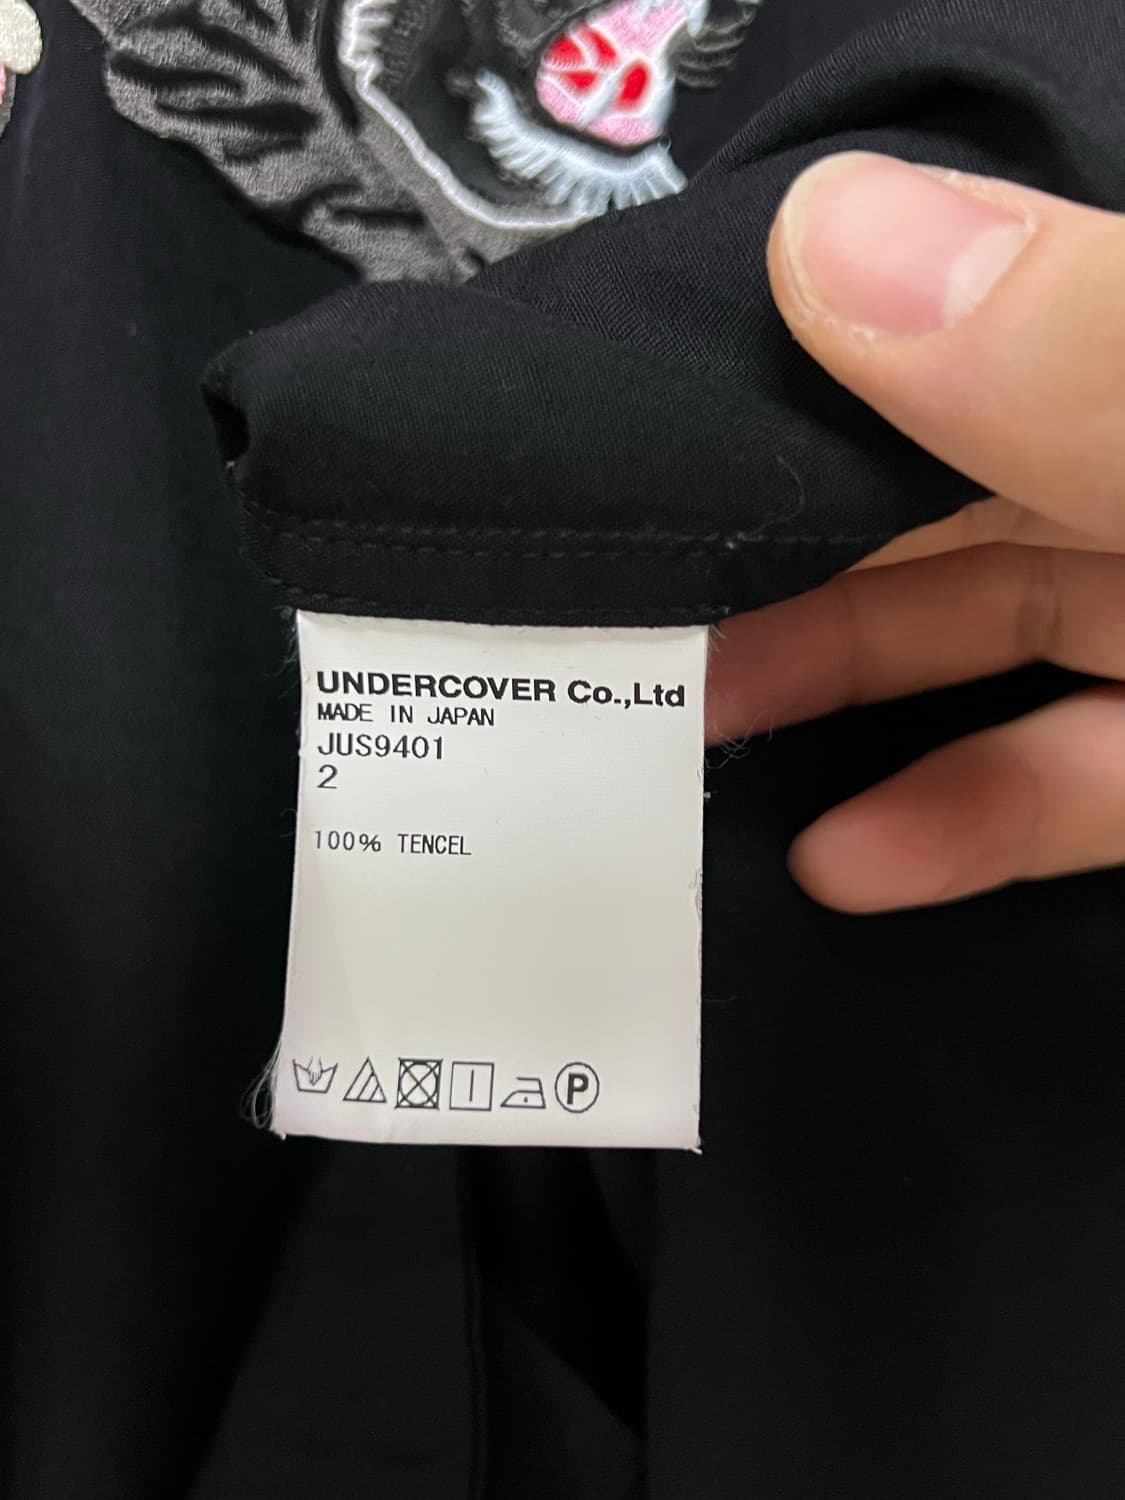 UNDERCOVER Co.,Ltd
MADE IN JAPAN
JUS9401
2
100% TENCEL
P